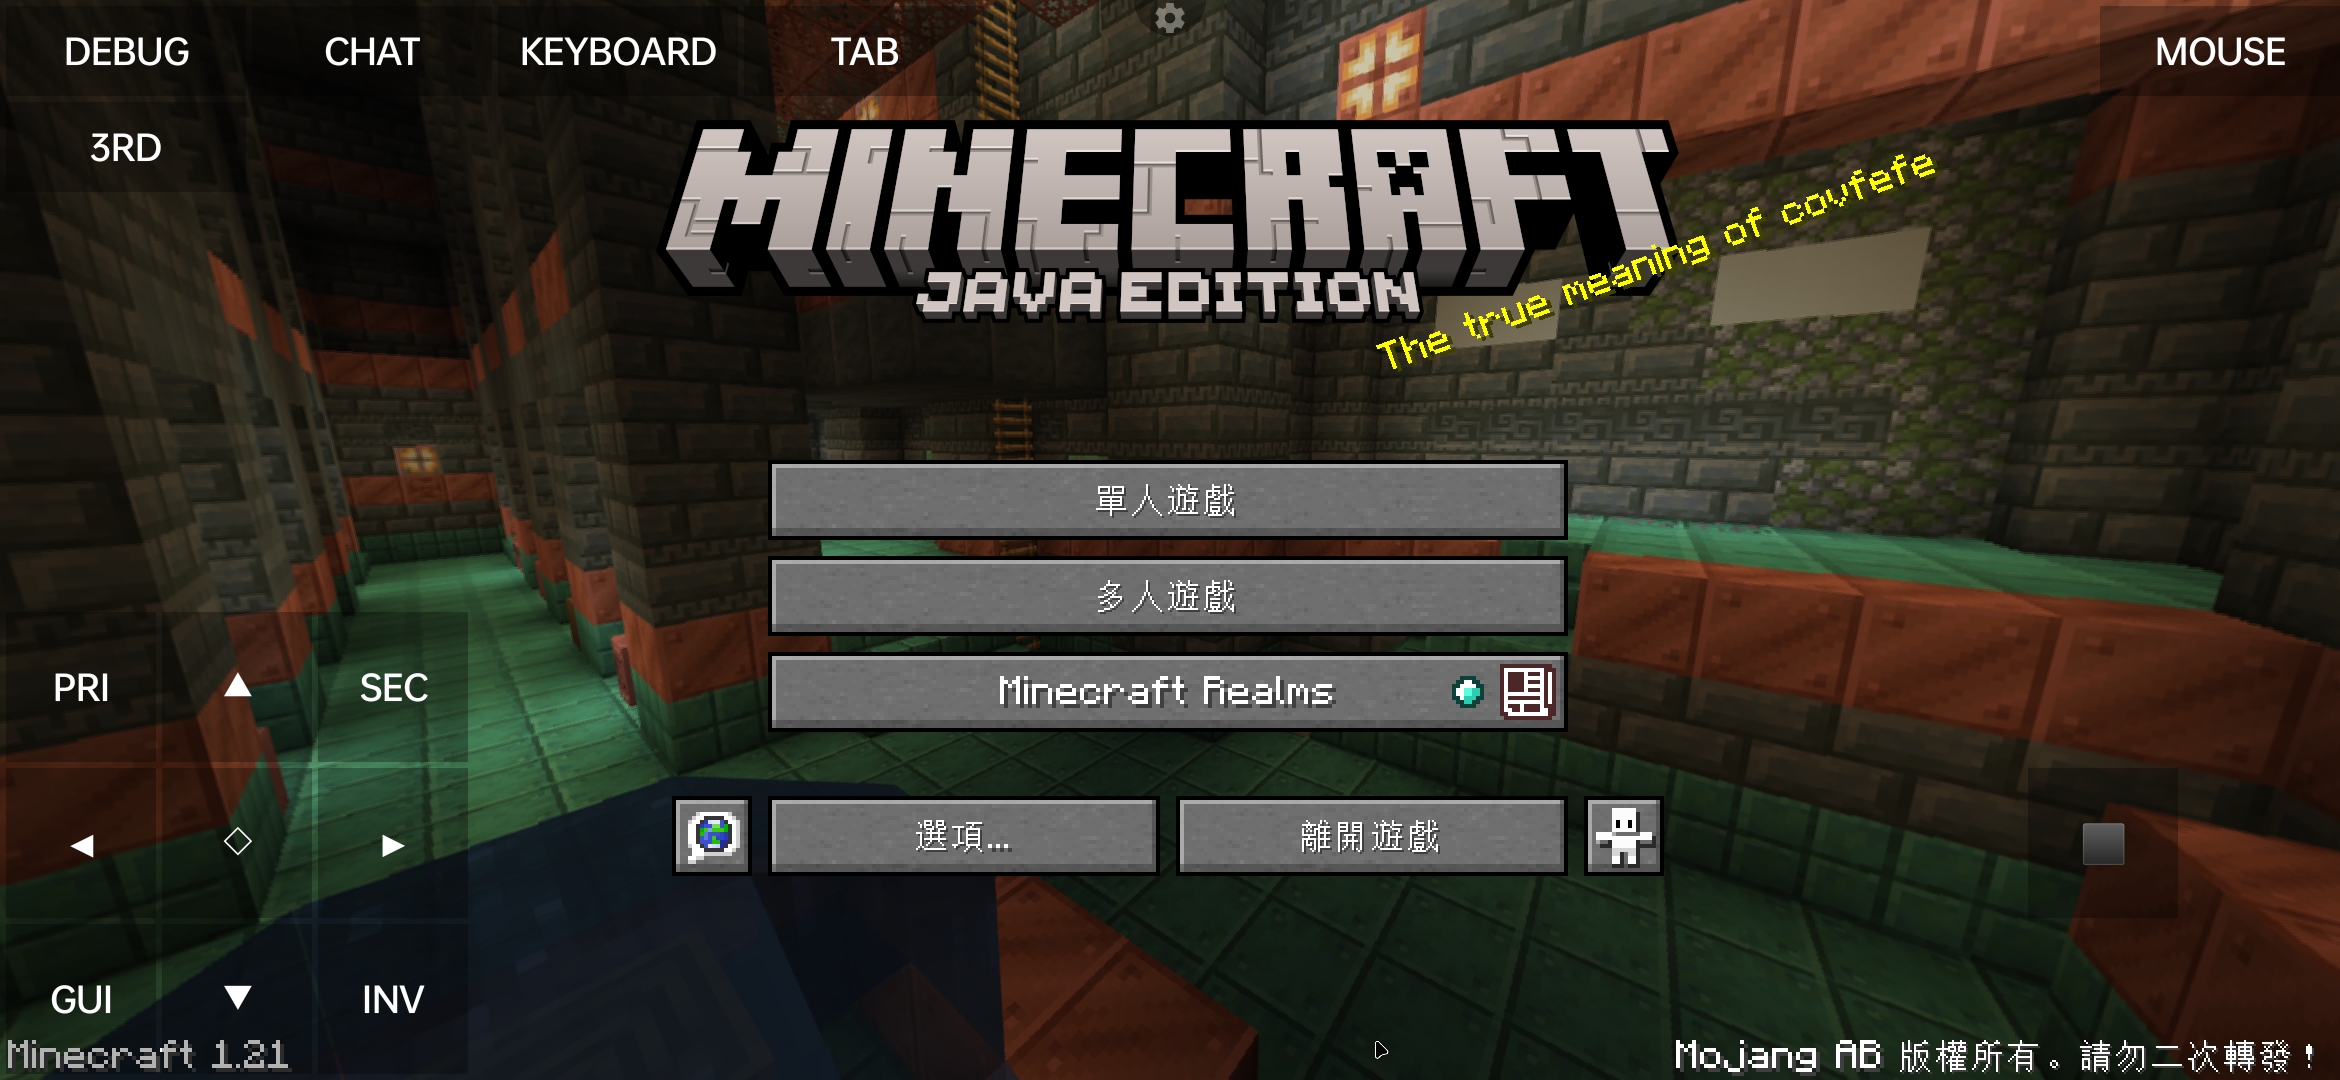 DEBUG CHAT KEYBOARD TAB MOUSE
3RD
MINECRAFT
JAVA EDITION
The true meaning of covfefe
單人遊戲
多人遊戲
Minecraft Realms
PRI ▲ SEC
◀ ◇ ▶
選項...
離開遊戲
GUI ▼ INV
Minecraft 1.21
Mojang AB 版權所有。請勿二次轉發！